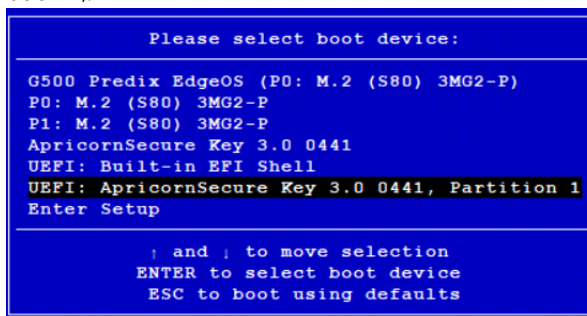 Please select boot device:
G500 Predix EdgeOS (P0: M.2 (S80) 3MG2-P)
P0: M.2 (S80) 3MG2-P
P1: M.2 (S80) 3MG2-P
ApricornSecure Key 3.0 0441
UEFI: Built-in EFI Shell
UEFI: ApricornSecure Key 3.0 0441, Partition 1
Enter Setup
↑ and ↓ to move selection
ENTER to select boot device
ESC to boot using defaults